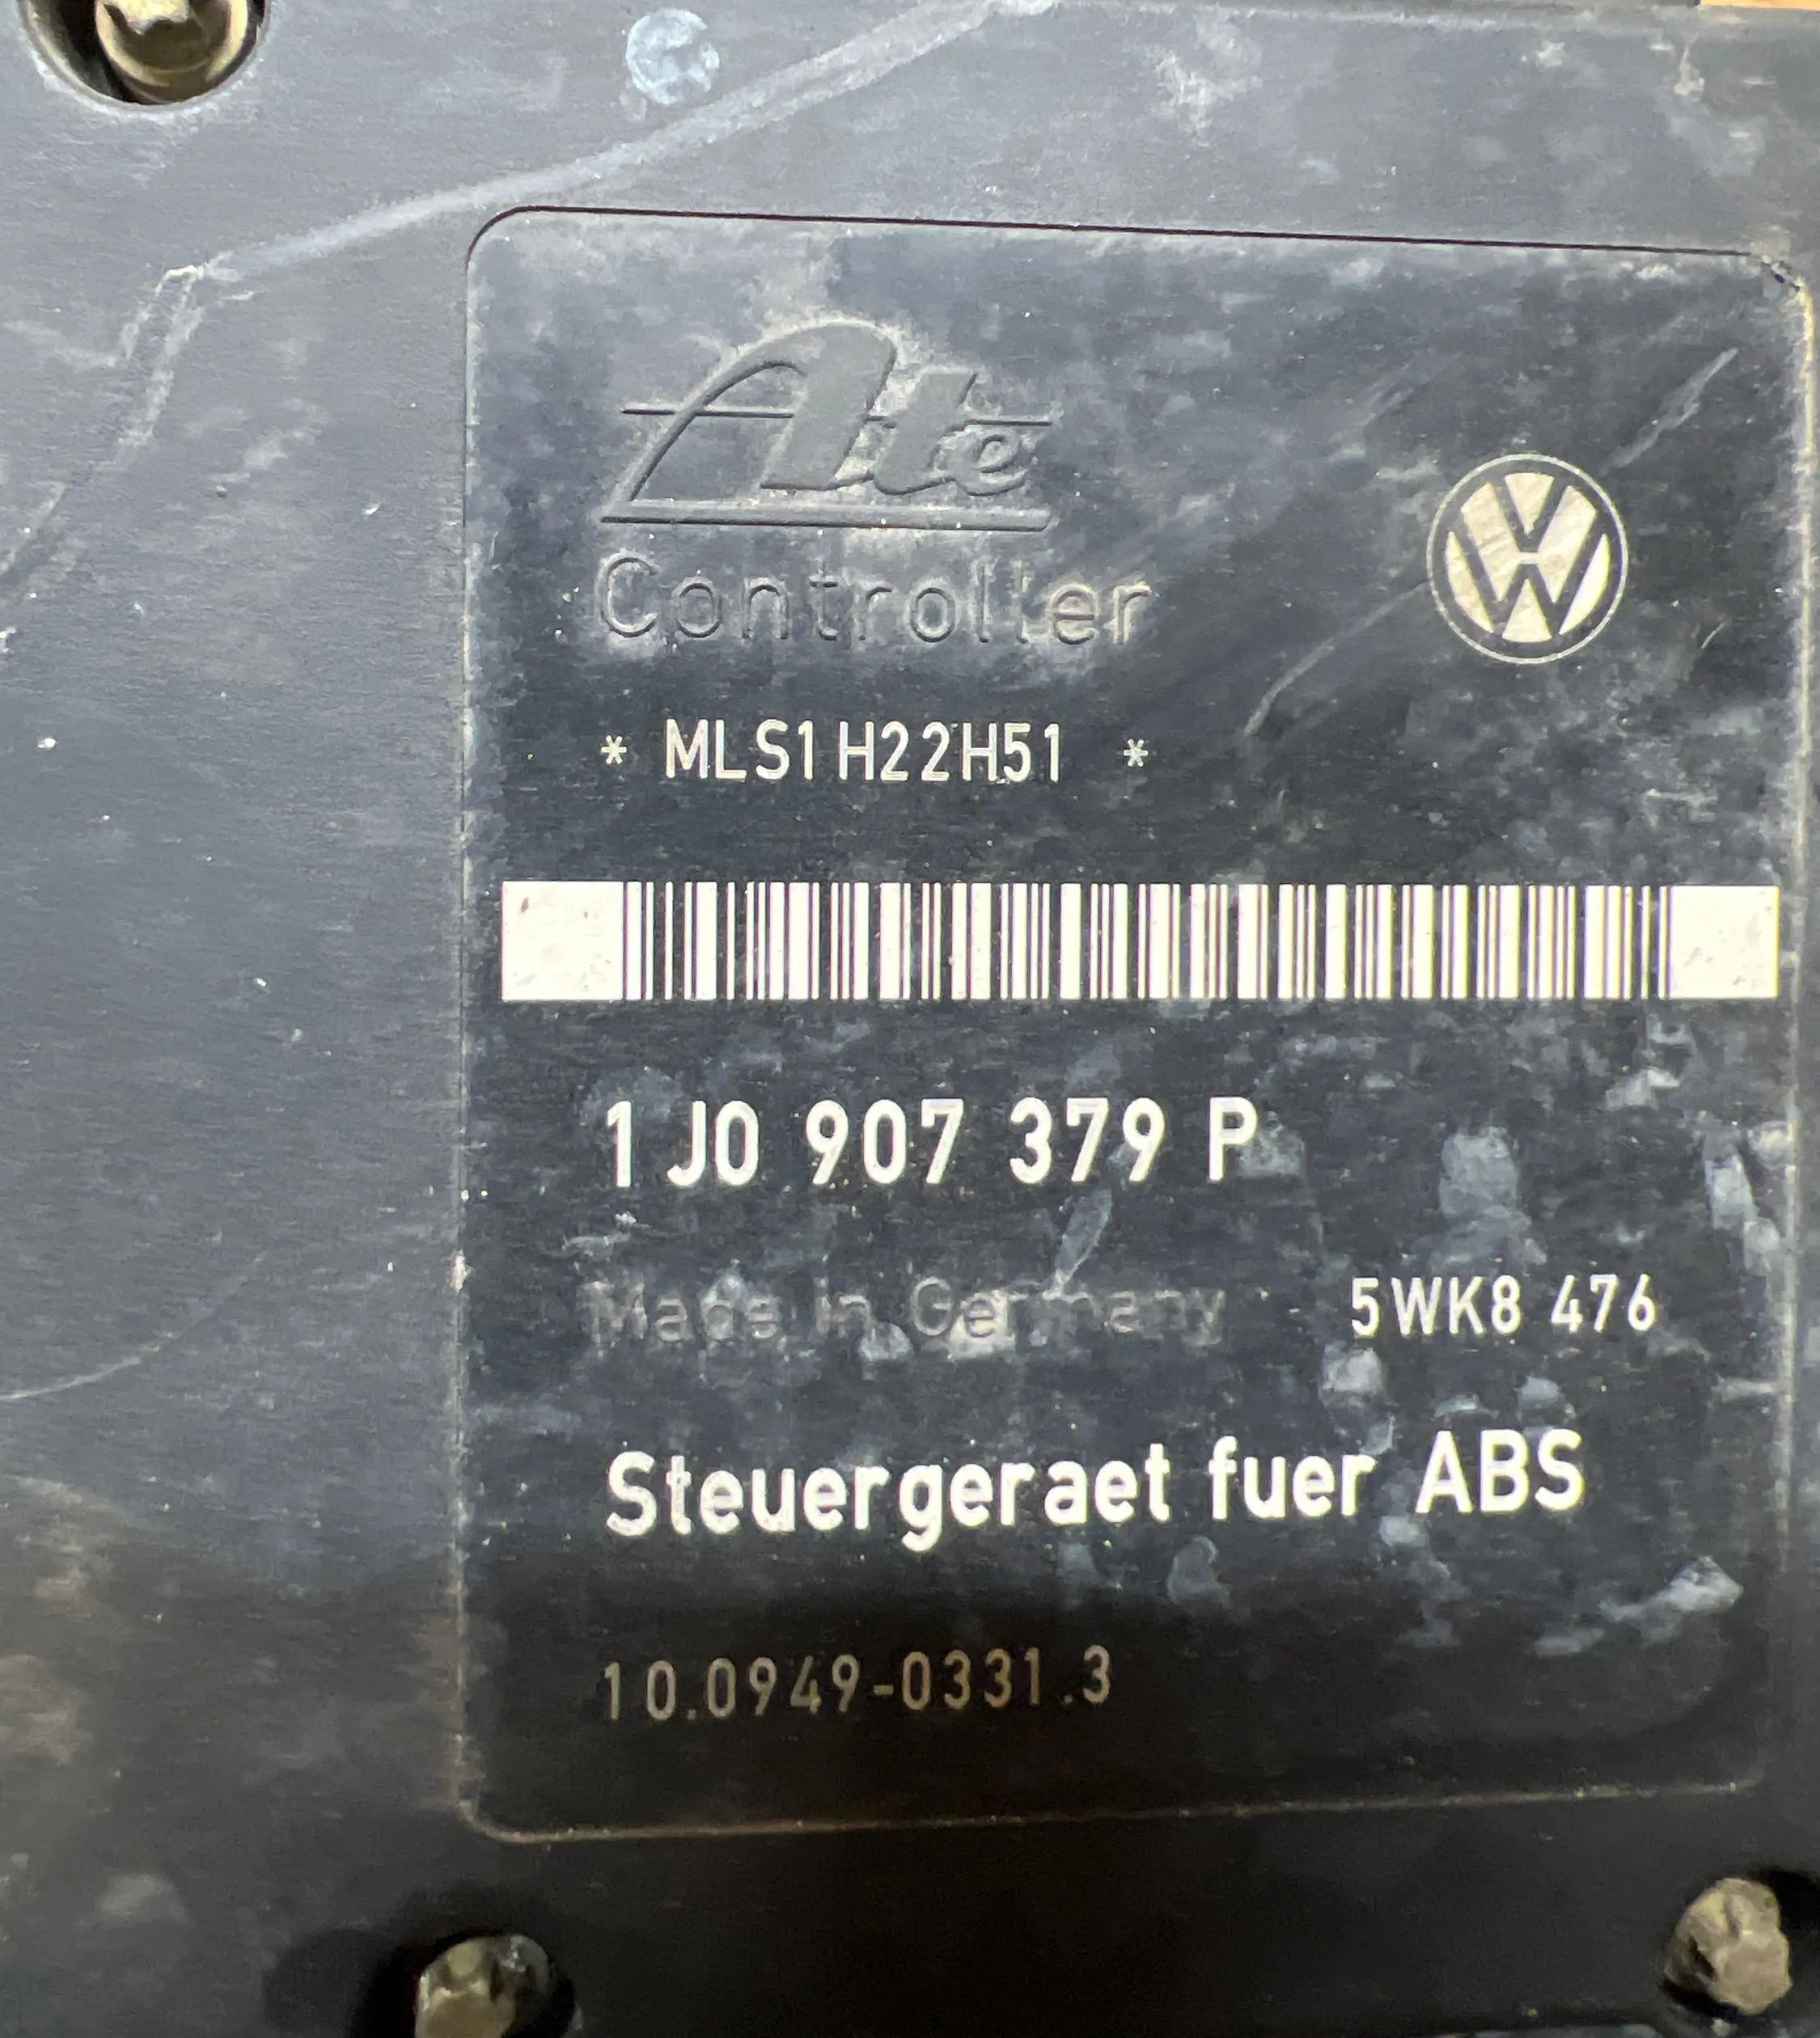 Ate
Controller
* MLS1H22H51 *
1J0 907 379 P
Made in Germany 5WK8 476
Steuergeraet fuer ABS
10.0949-0331.3